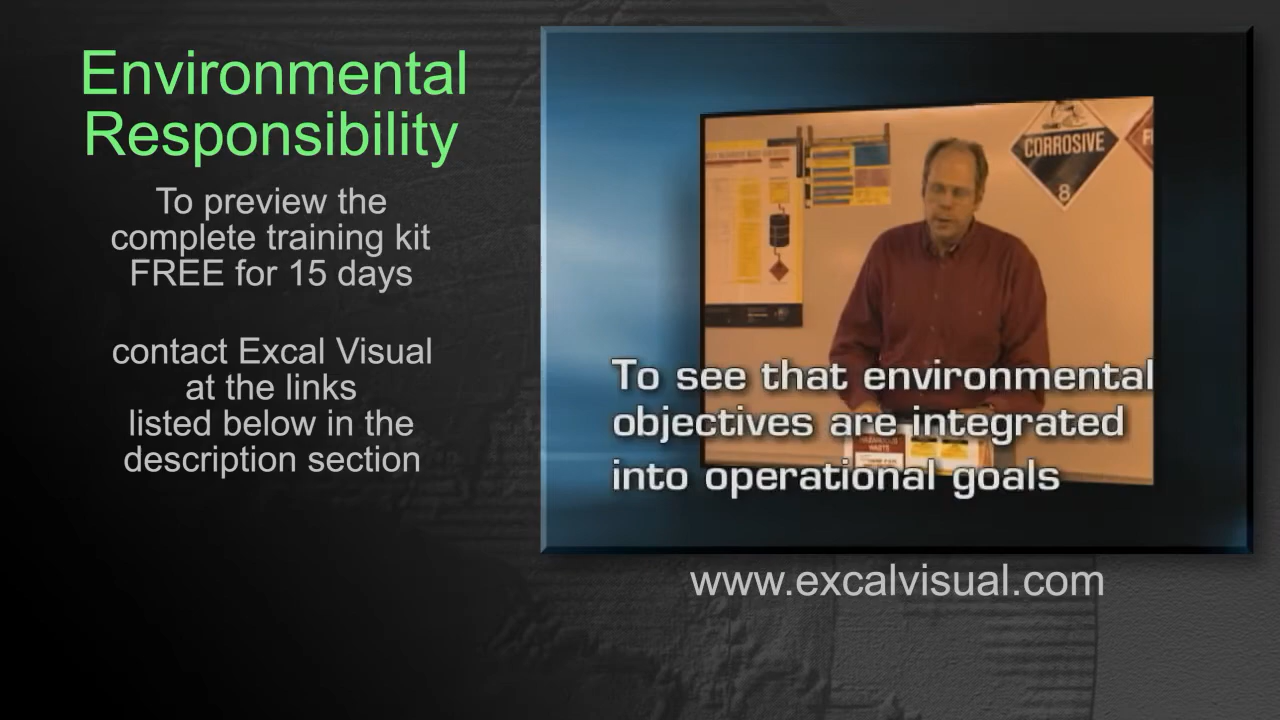 Environmental
Responsibility
To preview the
complete training kit
FREE for 15 days
contact Excal Visual
at the links
listed below in the
description section
CORROSIVE
8
To see that environmental
objectives are integrated
HAZARDOUS
WASTE
into operational goals
www.excalvisual.com